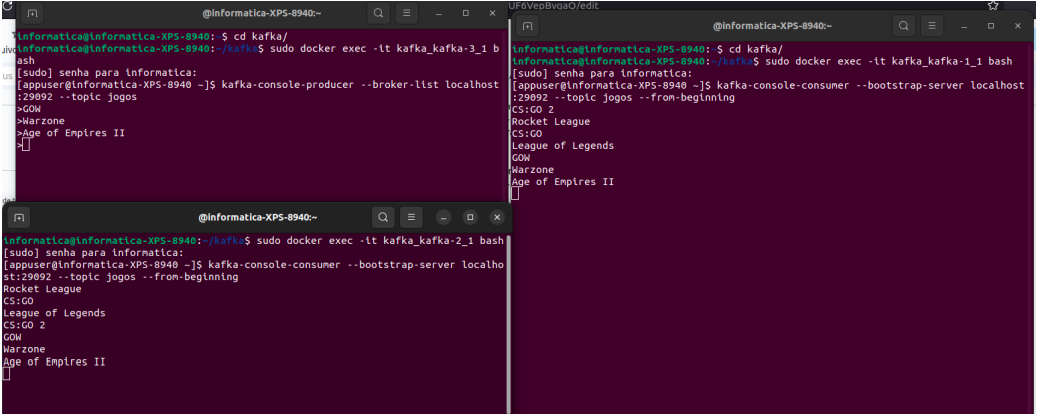 UF6VepBvqaO/edit
@informatica-XPS-8940:~
informatica@informatica-XPS-8940:~$ cd kafka/
informatica@informatica-XPS-8940:~/kafka$ sudo docker exec -it kafka_kafka-3_1 b
ash
[sudo] senha para informatica:
[appuser@informatica-XPS-8940 ~]$ kafka-console-producer --broker-list localhost
:29092 --topic jogos
>GOW
>Warzone
>Age of Empires II
>
@informatica-XPS-8940:~
informatica@informatica-XPS-8940:~$ cd kafka/
informatica@informatica-XPS-8940:~/kafka$ sudo docker exec -it kafka_kafka-1_1 bash
[sudo] senha para informatica:
[appuser@informatica-XPS-8940 ~]$ kafka-console-consumer --bootstrap-server localhost
:29092 --topic jogos --from-beginning
CS:GO 2
Rocket League
CS:GO
League of Legends
GOW
Warzone
Age of Empires II
@informatica-XPS-8940:~
informatica@informatica-XPS-8940:~/kafka$ sudo docker exec -it kafka_kafka-2_1 bash
[sudo] senha para informatica:
[appuser@informatica-XPS-8940 ~]$ kafka-console-consumer --bootstrap-server localho
st:29092 --topic jogos --from-beginning
Rocket League
CS:GO
League of Legends
CS:GO 2
GOW
Warzone
Age of Empires II